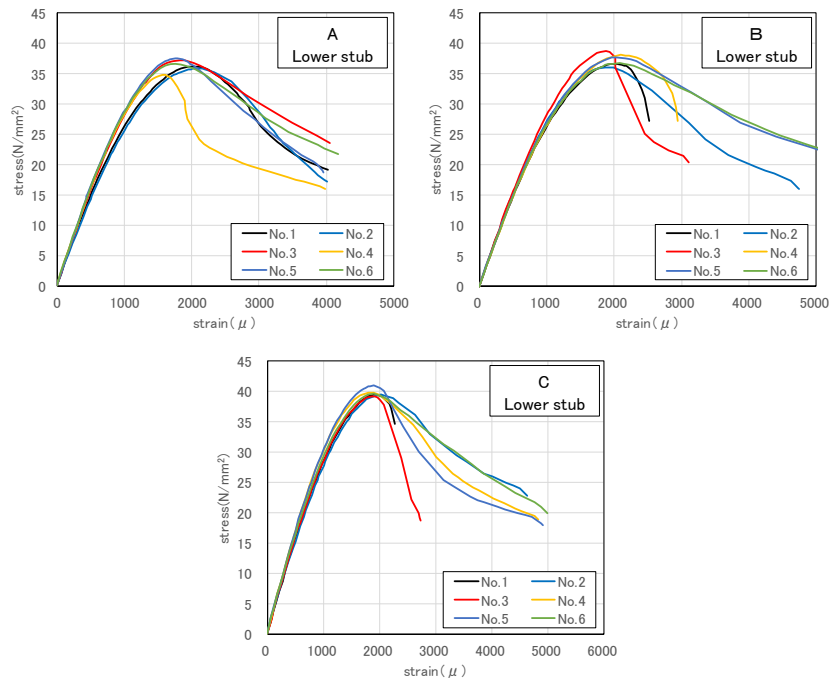 A
Lower stub
45
40
35
30
25
20
15
10
5
0
stress(N/mm²)
No.1 No.2
No.3 No.4
No.5 No.6
0 1000 2000 3000 4000 5000
strain(μ)
B
Lower stub
45
40
35
30
25
20
15
10
5
0
stress(N/mm²)
No.1 No.2
No.3 No.4
No.5 No.6
0 1000 2000 3000 4000 5000
strain(μ)
C
Lower stub
45
40
35
30
25
20
15
10
5
0
stress(N/mm²)
No.1 No.2
No.3 No.4
No.5 No.6
0 1000 2000 3000 4000 5000 6000
strain(μ)